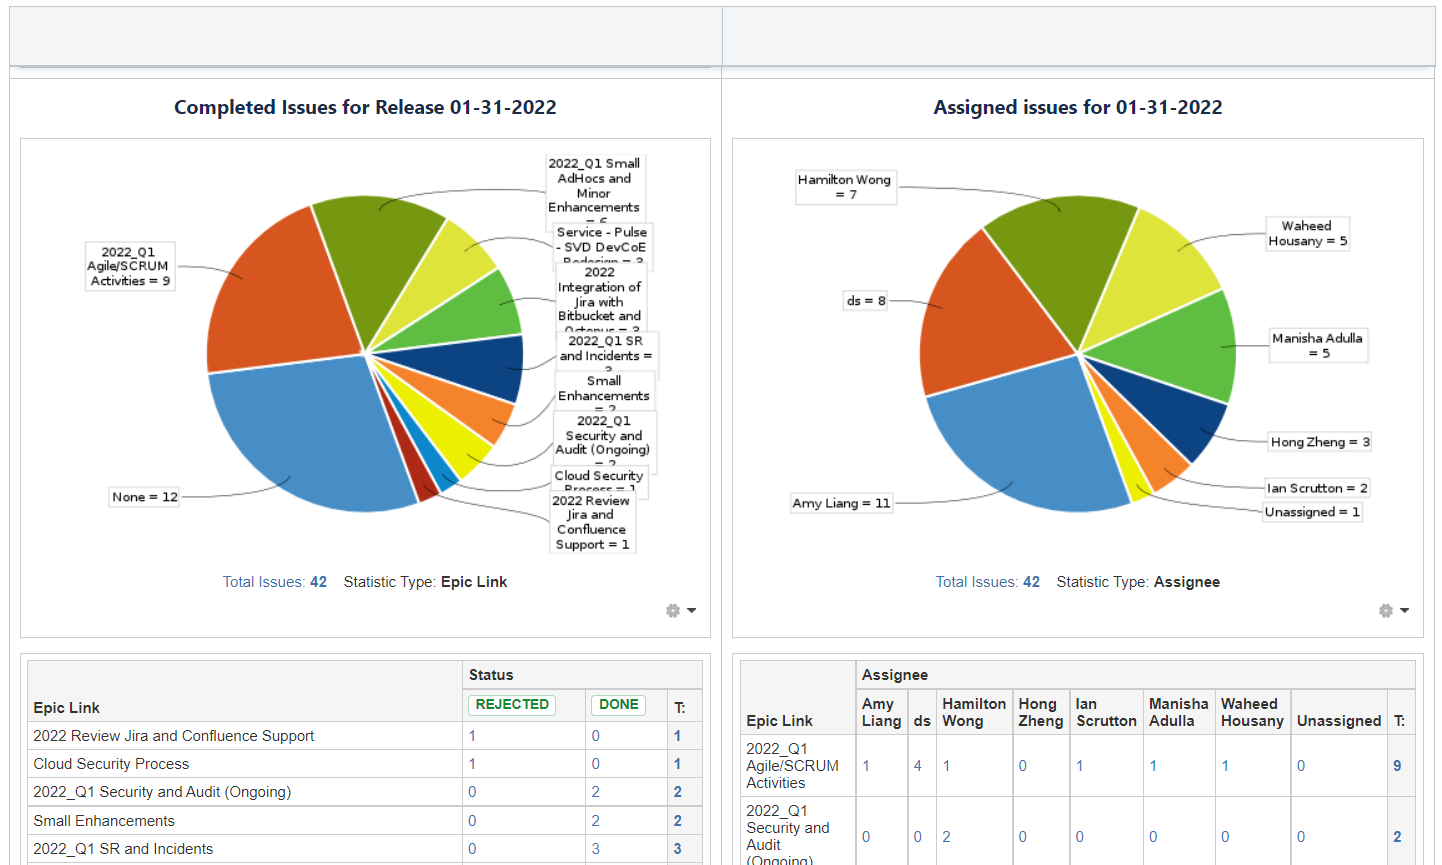 Completed Issues for Release 01-31-2022
2022_Q1 Small
AdHocs and
Minor
Enhancements
= 6
Service - Pulse
- SVD DevCoE
Redesign = 3
2022
Integration of
Jira with
Bitbucket and
Octopus = 3
2022_Q1 SR
and Incidents =
3
Small
Enhancements
= 2
2022_Q1
Security and
Audit (Ongoing)
= 2
Cloud Security
Process = 1
2022 Review
Jira and
Confluence
Support = 1
2022_Q1
Agile/SCRUM
Activities = 9
None = 12
Total Issues: 42 Statistic Type: Epic Link
Assigned issues for 01-31-2022
Hamilton Wong
= 7
Waheed
Housany = 5
ds = 8
Manisha Adulla
= 5
Hong Zheng = 3
Ian Scrutton = 2
Unassigned = 1
Amy Liang = 11
Total Issues: 42 Statistic Type: Assignee
Status
Epic Link REJECTED DONE T:
2022 Review Jira and Confluence Support 1 0 1
Cloud Security Process 1 0 1
2022_Q1 Security and Audit (Ongoing) 0 2 2
Small Enhancements 0 2 2
2022_Q1 SR and Incidents 0 3 3
Assignee
Epic Link Amy Liang ds Hamilton Wong Hong Zheng Ian Scrutton Manisha Adulla Waheed Housany Unassigned T:
2022_Q1
Agile/SCRUM 1 4 1 0 1 1 1 0 9
Activities
2022_Q1
Security and
Audit 0 0 2 0 0 0 0 0 2
(Ongoing)